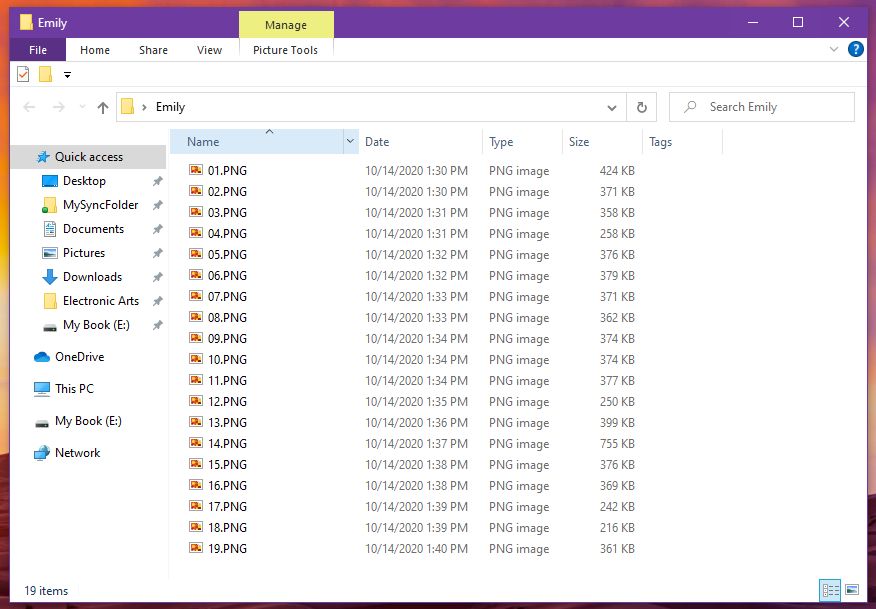 Emily
Manage
File Home Share View Picture Tools
?
Emily
Search Emily
Name Date Type Size Tags
Quick access
Desktop
MySyncFolder
Documents
Pictures
Downloads
Electronic Arts
My Book (E:)
OneDrive
This PC
My Book (E:)
Network
01.PNG 10/14/2020 1:30 PM PNG image 424 KB
02.PNG 10/14/2020 1:30 PM PNG image 371 KB
03.PNG 10/14/2020 1:31 PM PNG image 358 KB
04.PNG 10/14/2020 1:31 PM PNG image 258 KB
05.PNG 10/14/2020 1:32 PM PNG image 376 KB
06.PNG 10/14/2020 1:32 PM PNG image 379 KB
07.PNG 10/14/2020 1:33 PM PNG image 371 KB
08.PNG 10/14/2020 1:33 PM PNG image 362 KB
09.PNG 10/14/2020 1:34 PM PNG image 374 KB
10.PNG 10/14/2020 1:34 PM PNG image 374 KB
11.PNG 10/14/2020 1:34 PM PNG image 377 KB
12.PNG 10/14/2020 1:35 PM PNG image 250 KB
13.PNG 10/14/2020 1:36 PM PNG image 399 KB
14.PNG 10/14/2020 1:37 PM PNG image 755 KB
15.PNG 10/14/2020 1:38 PM PNG image 376 KB
16.PNG 10/14/2020 1:38 PM PNG image 369 KB
17.PNG 10/14/2020 1:39 PM PNG image 242 KB
18.PNG 10/14/2020 1:39 PM PNG image 216 KB
19.PNG 10/14/2020 1:40 PM PNG image 361 KB
19 items